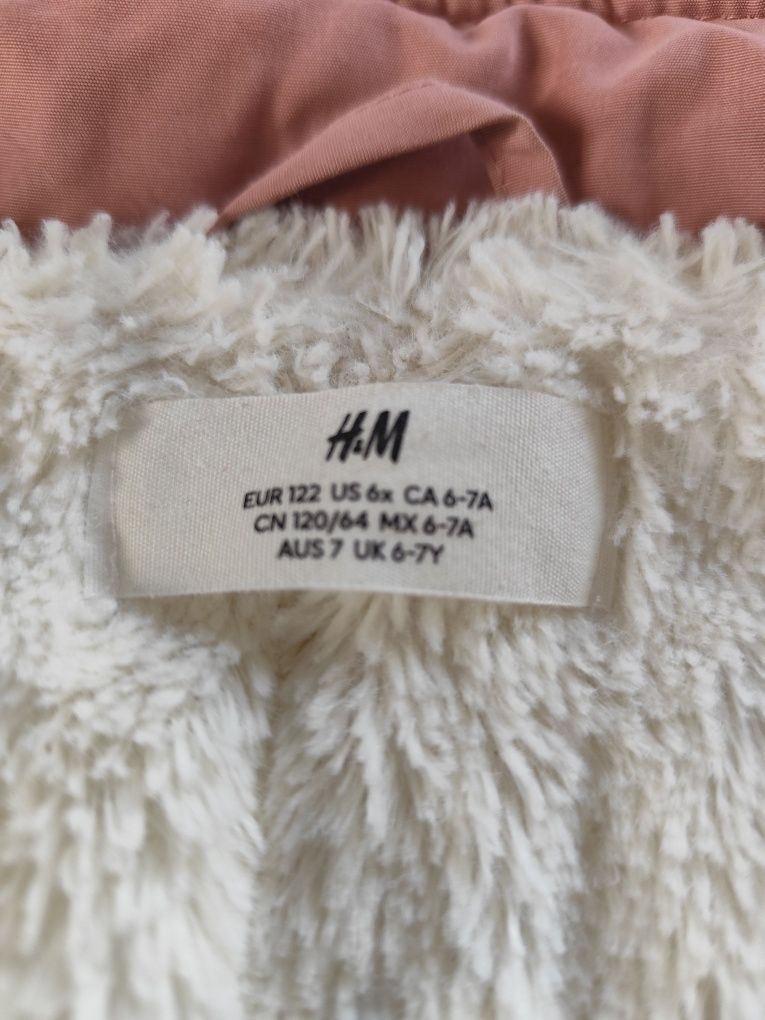 H&M
EUR 122 US 6x CA 6-7A
CN 120/64 MX 6-7A
AUS 7 UK 6-7Y